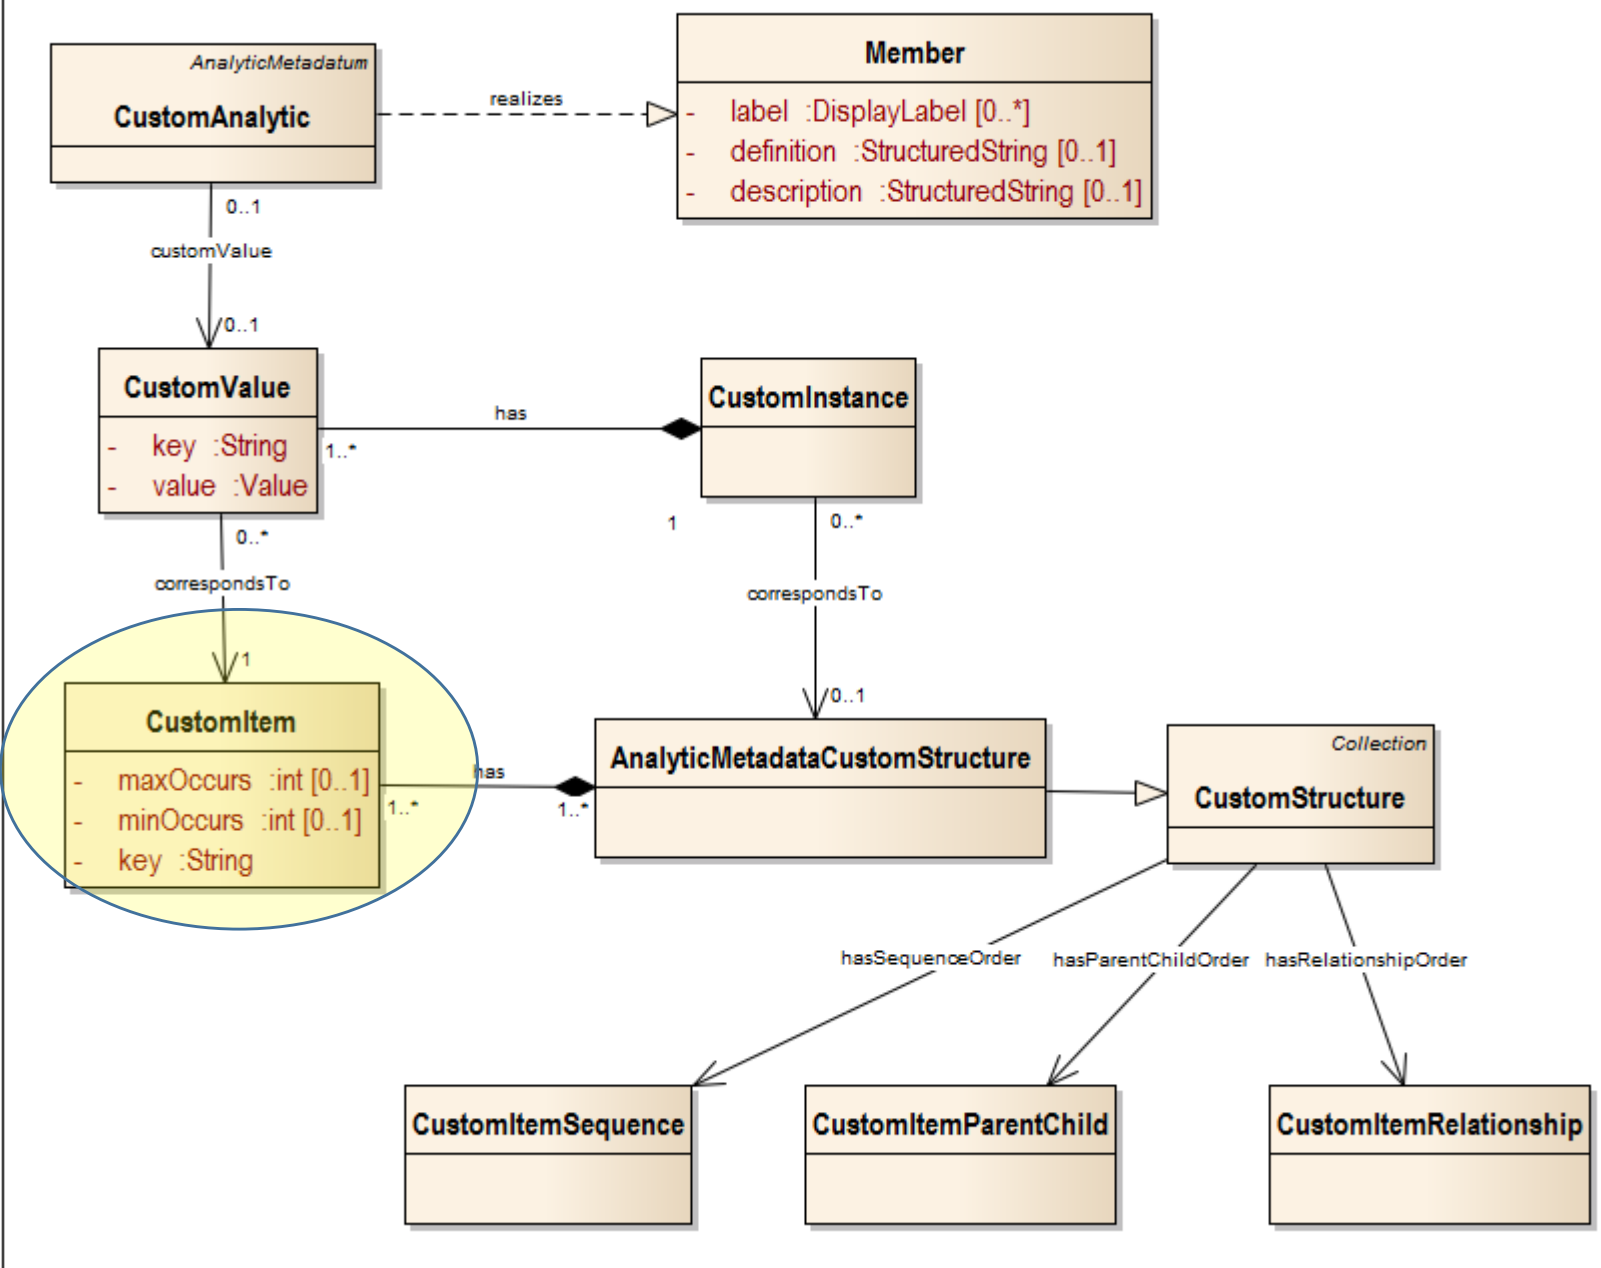 AnalyticMetadatum
CustomAnalytic
Member
- label :DisplayLabel [0..*]
- definition :StructuredString [0..1]
- description :StructuredString [0..1]
realizes
0..1
customValue
0..1
CustomValue
- key :String
- value :Value
has
1..*
1
CustomInstance
0..*
correspondsTo
1
0..*
correspondsTo
0..1
CustomItem
- maxOccurs :int [0..1]
- minOccurs :int [0..1]
- key :String
has
1..*
1..*
AnalyticMetadataCustomStructure
Collection
CustomStructure
hasSequenceOrder
hasParentChildOrder
hasRelationshipOrder
CustomItemSequence
CustomItemParentChild
CustomItemRelationship